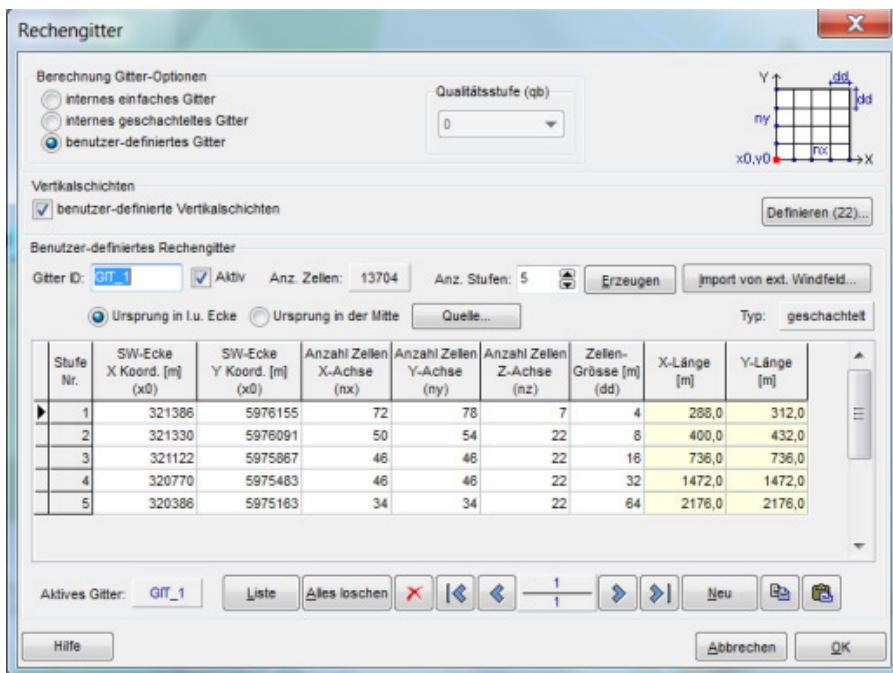 Rechengitter
Berechnung Gitter-Optionen
internes einfaches Gitter
internes geschachteltes Gitter
benutzer-definiertes Gitter
Qualitätsstufe (qb)
0
Y
dd
dd
ny
nx
x0,y0
X
Vertikalschichten
benutzer-definierte Vertikalschichten
Definieren (22)...
Benutzer-definiertes Rechengitter
Gitter ID: GIT_1 Aktiv Anz. Zellen: 13704 Anz. Stufen: 5 Erzeugen Import von ext. Windfeld...
Ursprung in l.u. Ecke Ursprung in der Mitte Quelle... Typ: geschachtelt
Stufe Nr. SW-Ecke X Koord. [m] (x0) SW-Ecke Y Koord. [m] (x0) Anzahl Zellen X-Achse (nx) Anzahl Zellen Y-Achse (ny) Anzahl Zellen Z-Achse (nz) Zellen-Grösse [m] (dd) X-Länge [m] Y-Länge [m]
1 321386 5976155 72 78 7 4 288,0 312,0
2 321330 5976091 50 54 22 8 400,0 432,0
3 321122 5975867 46 46 22 16 736,0 736,0
4 320770 5975483 46 46 22 32 1472,0 1472,0
5 320386 5975163 34 34 22 64 2176,0 2176,0
Aktives Gitter: GIT_1 Liste Alles loschen 1 1 Neu
Hilfe Abbrechen OK